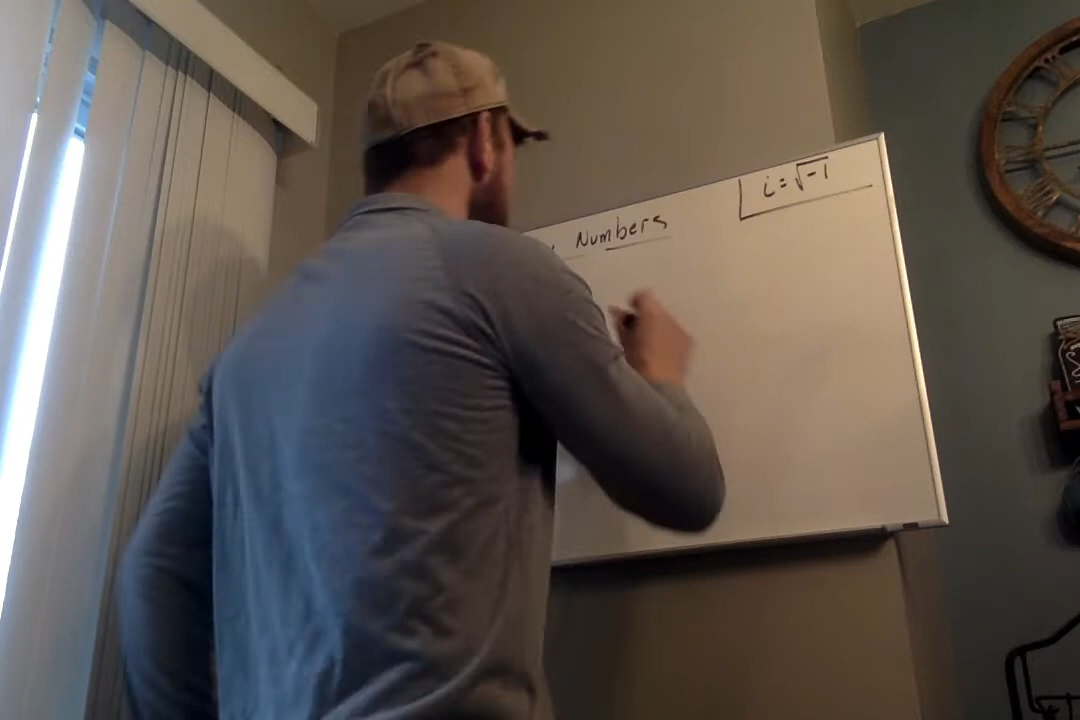 i = √-1
Numbers